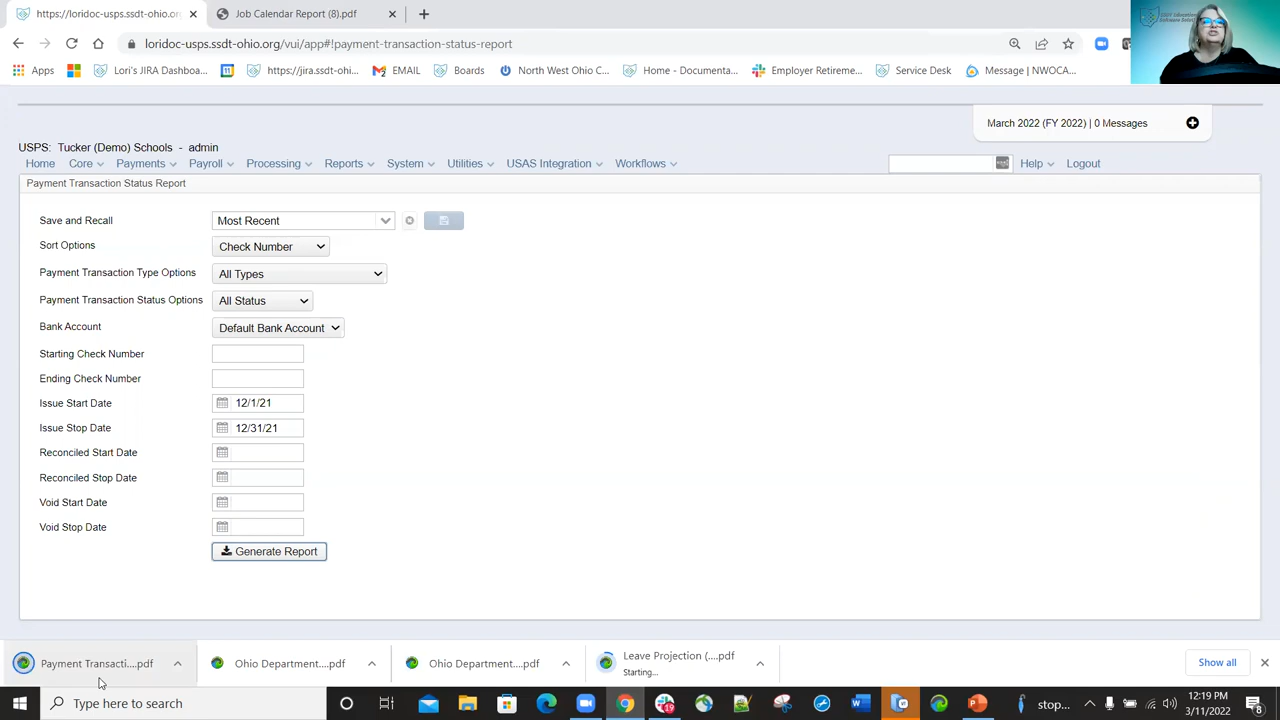 https://loridoc-usps.ssdt-ohio.org/
Job Calendar Report (8).pdf
loridoc-usps.ssdt-ohio.org/vui/app#!payment-transaction-status-report
Apps
Lori's JIRA Dashboa...
https://jira.ssdt-ohi...
EMAIL
Boards
North West Ohio C...
Home - Documenta...
Employer Retireme...
Service Desk
Message | NWOCA...
March 2022 (FY 2022) | 0 Messages
USPS: Tucker (Demo) Schools - admin
Home Core Payments Payroll Processing Reports System Utilities USAS Integration Workflows Help Logout
Payment Transaction Status Report
Save and Recall Most Recent
Sort Options Check Number
Payment Transaction Type Options All Types
Payment Transaction Status Options All Status
Bank Account Default Bank Account
Starting Check Number
Ending Check Number
Issue Start Date 12/1/21
Issue Stop Date 12/31/21
Reconciled Start Date
Reconciled Stop Date
Void Start Date
Void Stop Date
Generate Report
Payment Transacti....pdf
Ohio Department....pdf
Ohio Department....pdf
Leave Projection (....pdf
Starting...
Show all
Type here to search
19
stop...
12:19 PM
3/11/2022
8